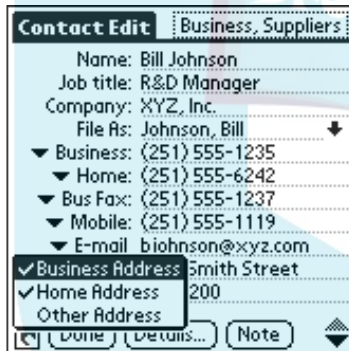 Contact Edit Business, Suppliers
Name: Bill Johnson
Job title: R&D Manager
Company: XYZ, Inc.
File As: Johnson, Bill
Business: (251) 555-1235
Home: (251) 555-6242
Bus Fax: (251) 555-1237
Mobile: (251) 555-1119
E-mail bjohnson@xyz.com
Business Address Smith Street
Home Address 200
Other Address
Done Details... Note